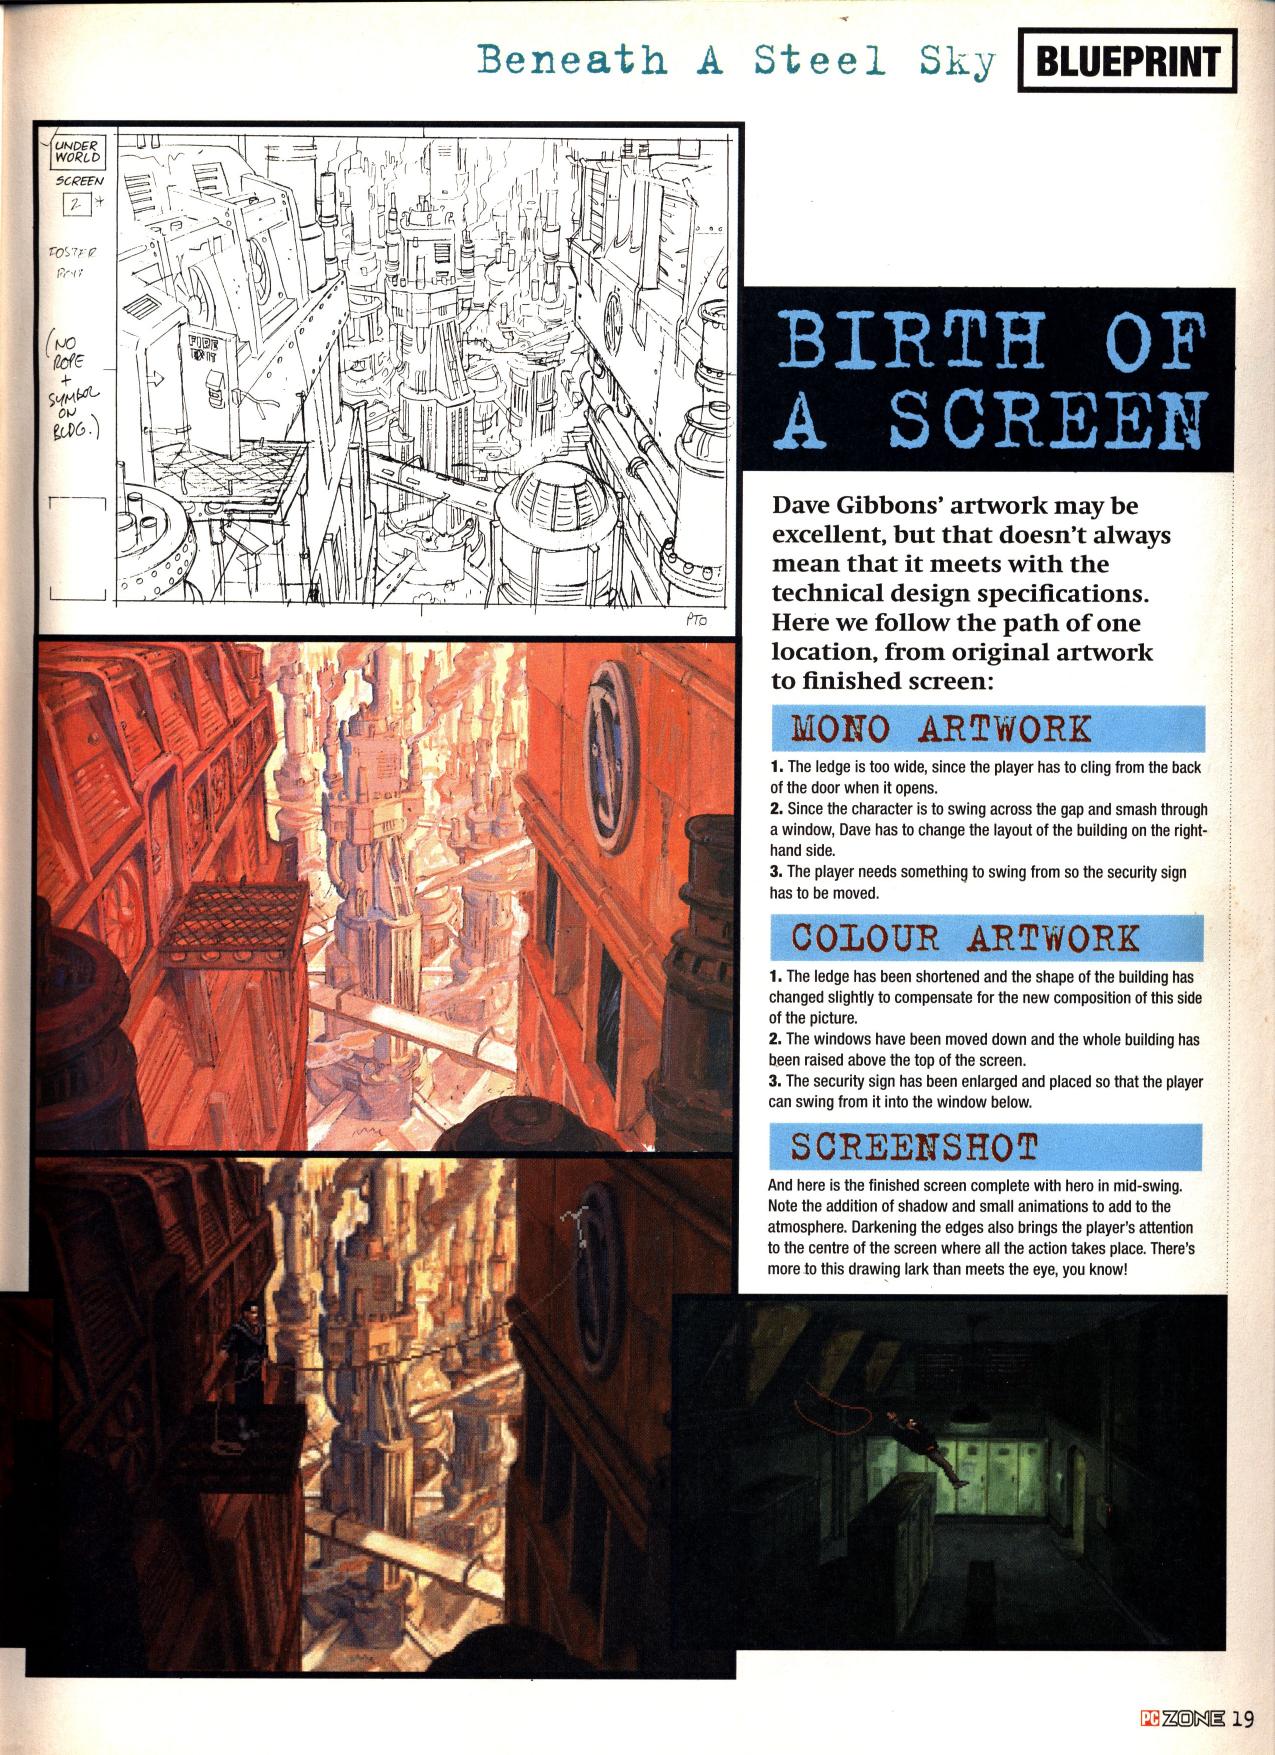 Beneath A Steel Sky
BLUEPRINT
UNDER
WORLD
SCREEN
2 *
FOSTER
(NO
ROPE
+
SYMBOL
ON
BLDG.)
FIRE
EXIT
PTO
BIRTH OF
A SCREEN
Dave Gibbons' artwork may be
excellent, but that doesn't always
mean that it meets with the
technical design specifications.
Here we follow the path of one
location, from original artwork
to finished screen:
MONO ARTWORK
1. The ledge is too wide, since the player has to cling from the back
of the door when it opens.
2. Since the character is to swing across the gap and smash through
a window, Dave has to change the layout of the building on the right-
hand side.
3. The player needs something to swing from so the security sign
has to be moved.
COLOUR ARTWORK
1. The ledge has been shortened and the shape of the building has
changed slightly to compensate for the new composition of this side
of the picture.
2. The windows have been moved down and the whole building has
been raised above the top of the screen.
3. The security sign has been enlarged and placed so that the player
can swing from it into the window below.
SCREENSHOT
And here is the finished screen complete with hero in mid-swing.
Note the addition of shadow and small animations to add to the
atmosphere. Darkening the edges also brings the player's attention
to the centre of the screen where all the action takes place. There's
more to this drawing lark than meets the eye, you know!
PC ZONE 19